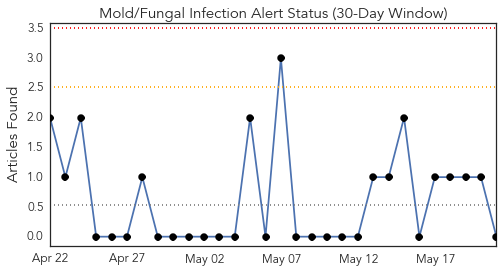 Mold/Fungal Infection Alert Status (30-Day Window)
Articles Found
3.5
3.0
2.5
2.0
1.5
1.0
0.5
0.0
Apr 22
Apr 27
May 02
May 07
May 12
May 17